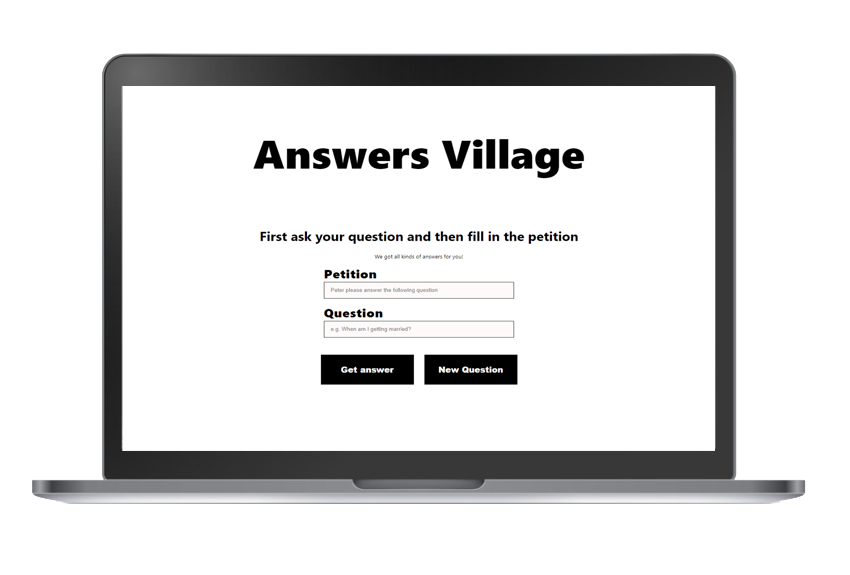 Answers Village
First ask your question and then fill in the petition
We got all kinds of answers for you!
Petition
Peter please answer the following question
Question
e.g. When am I getting married?
Get answer
New Question